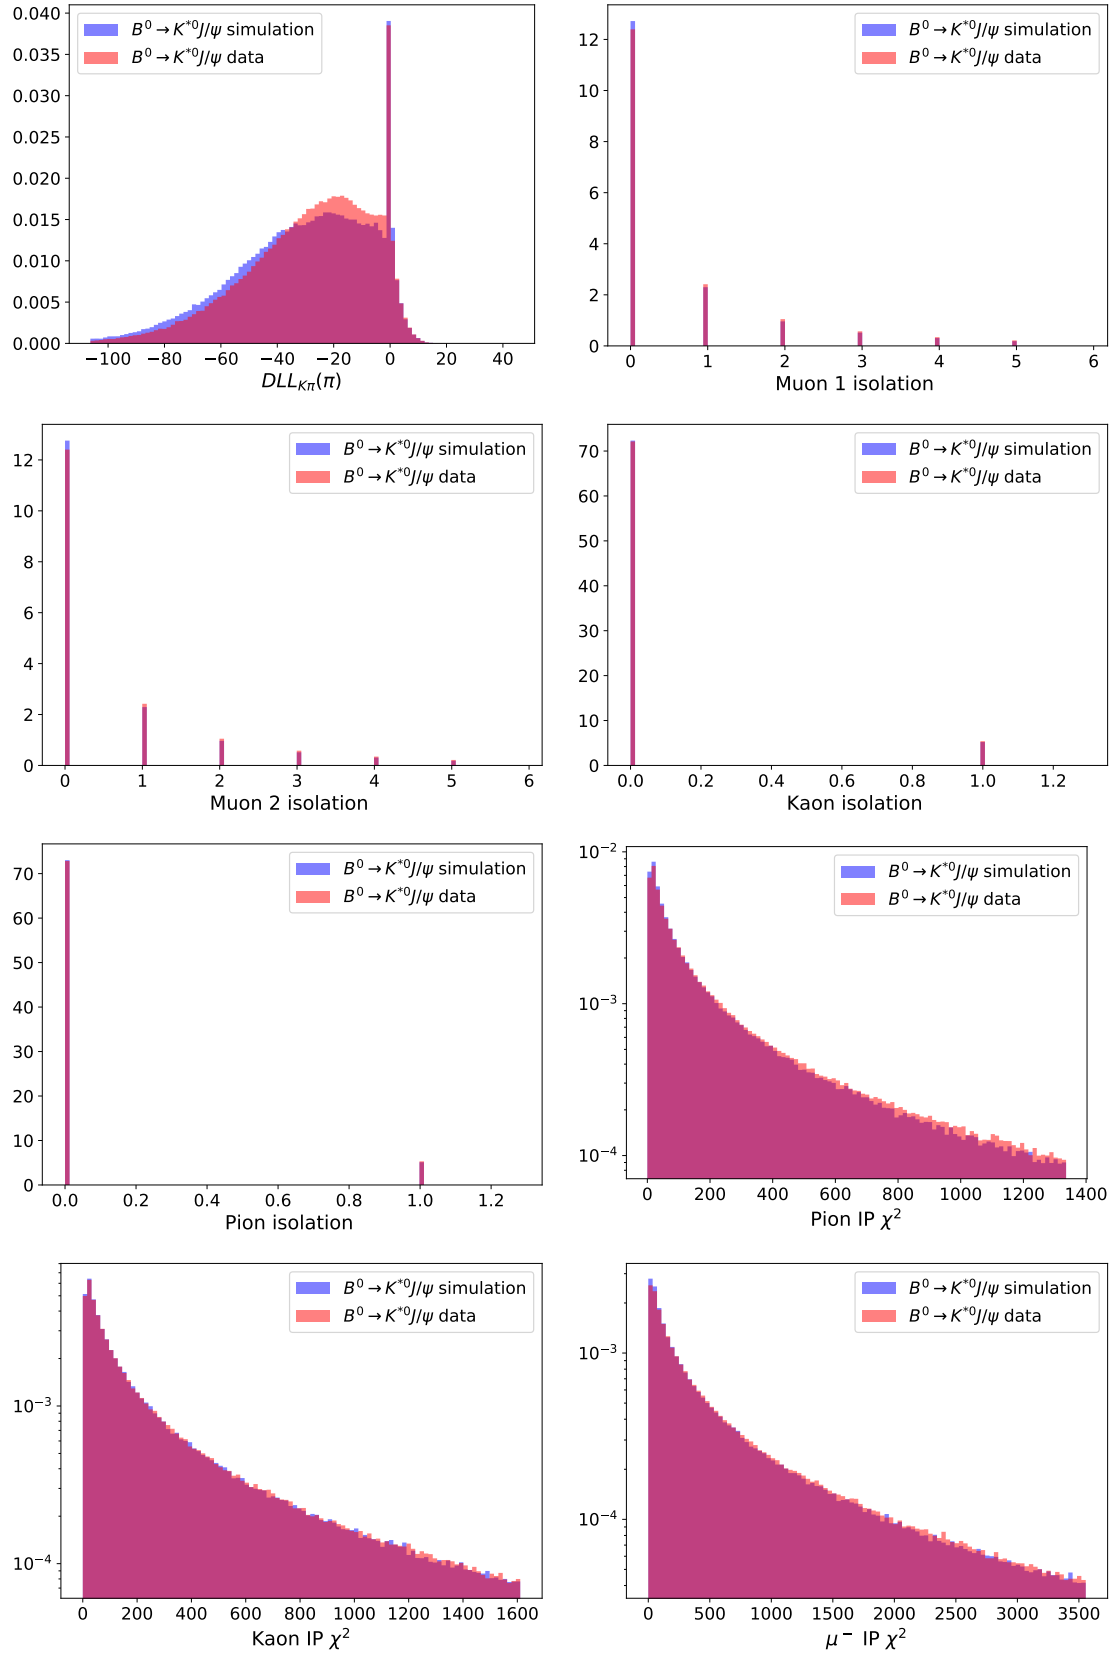 0.040
0.035
0.030
0.025
0.020
0.015
0.010
0.005
0.000
B⁰ → K*⁰J/ψ simulation
B⁰ → K*⁰J/ψ data
−100 −80 −60 −40 −20 0 20 40
DLL_{Kπ}(π)
12
10
8
6
4
2
0
B⁰ → K*⁰J/ψ simulation
B⁰ → K*⁰J/ψ data
0 1 2 3 4 5 6
Muon 1 isolation
12
10
8
6
4
2
0
B⁰ → K*⁰J/ψ simulation
B⁰ → K*⁰J/ψ data
0 1 2 3 4 5 6
Muon 2 isolation
70
60
50
40
30
20
10
0
B⁰ → K*⁰J/ψ simulation
B⁰ → K*⁰J/ψ data
0.0 0.2 0.4 0.6 0.8 1.0 1.2
Kaon isolation
70
60
50
40
30
20
10
0
B⁰ → K*⁰J/ψ simulation
B⁰ → K*⁰J/ψ data
0.0 0.2 0.4 0.6 0.8 1.0 1.2
Pion isolation
10⁻²
10⁻³
10⁻⁴
B⁰ → K*⁰J/ψ simulation
B⁰ → K*⁰J/ψ data
0 200 400 600 800 1000 1200 1400
Pion IP χ²
10⁻³
10⁻⁴
B⁰ → K*⁰J/ψ simulation
B⁰ → K*⁰J/ψ data
0 200 400 600 800 1000 1200 1400 1600
Kaon IP χ²
10⁻³
10⁻⁴
B⁰ → K*⁰J/ψ simulation
B⁰ → K*⁰J/ψ data
0 500 1000 1500 2000 2500 3000 3500
μ⁻ IP χ²